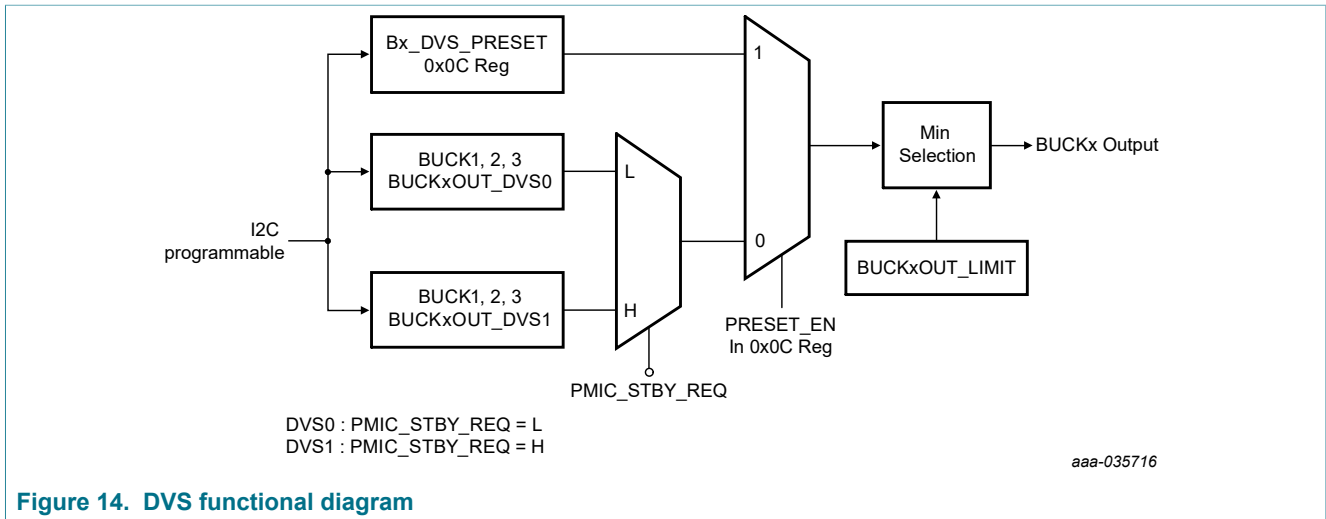 Bx_DVS_PRESET
0x0C Reg
1
BUCK1, 2, 3
BUCKxOUT_DVS0
L
Min
Selection
BUCKx Output
I2C
programmable
0
BUCKxOUT_LIMIT
BUCK1, 2, 3
BUCKxOUT_DVS1
H
PRESET_EN
In 0x0C Reg
PMIC_STBY_REQ
DVS0 : PMIC_STBY_REQ = L
DVS1 : PMIC_STBY_REQ = H
aaa-035716
Figure 14. DVS functional diagram